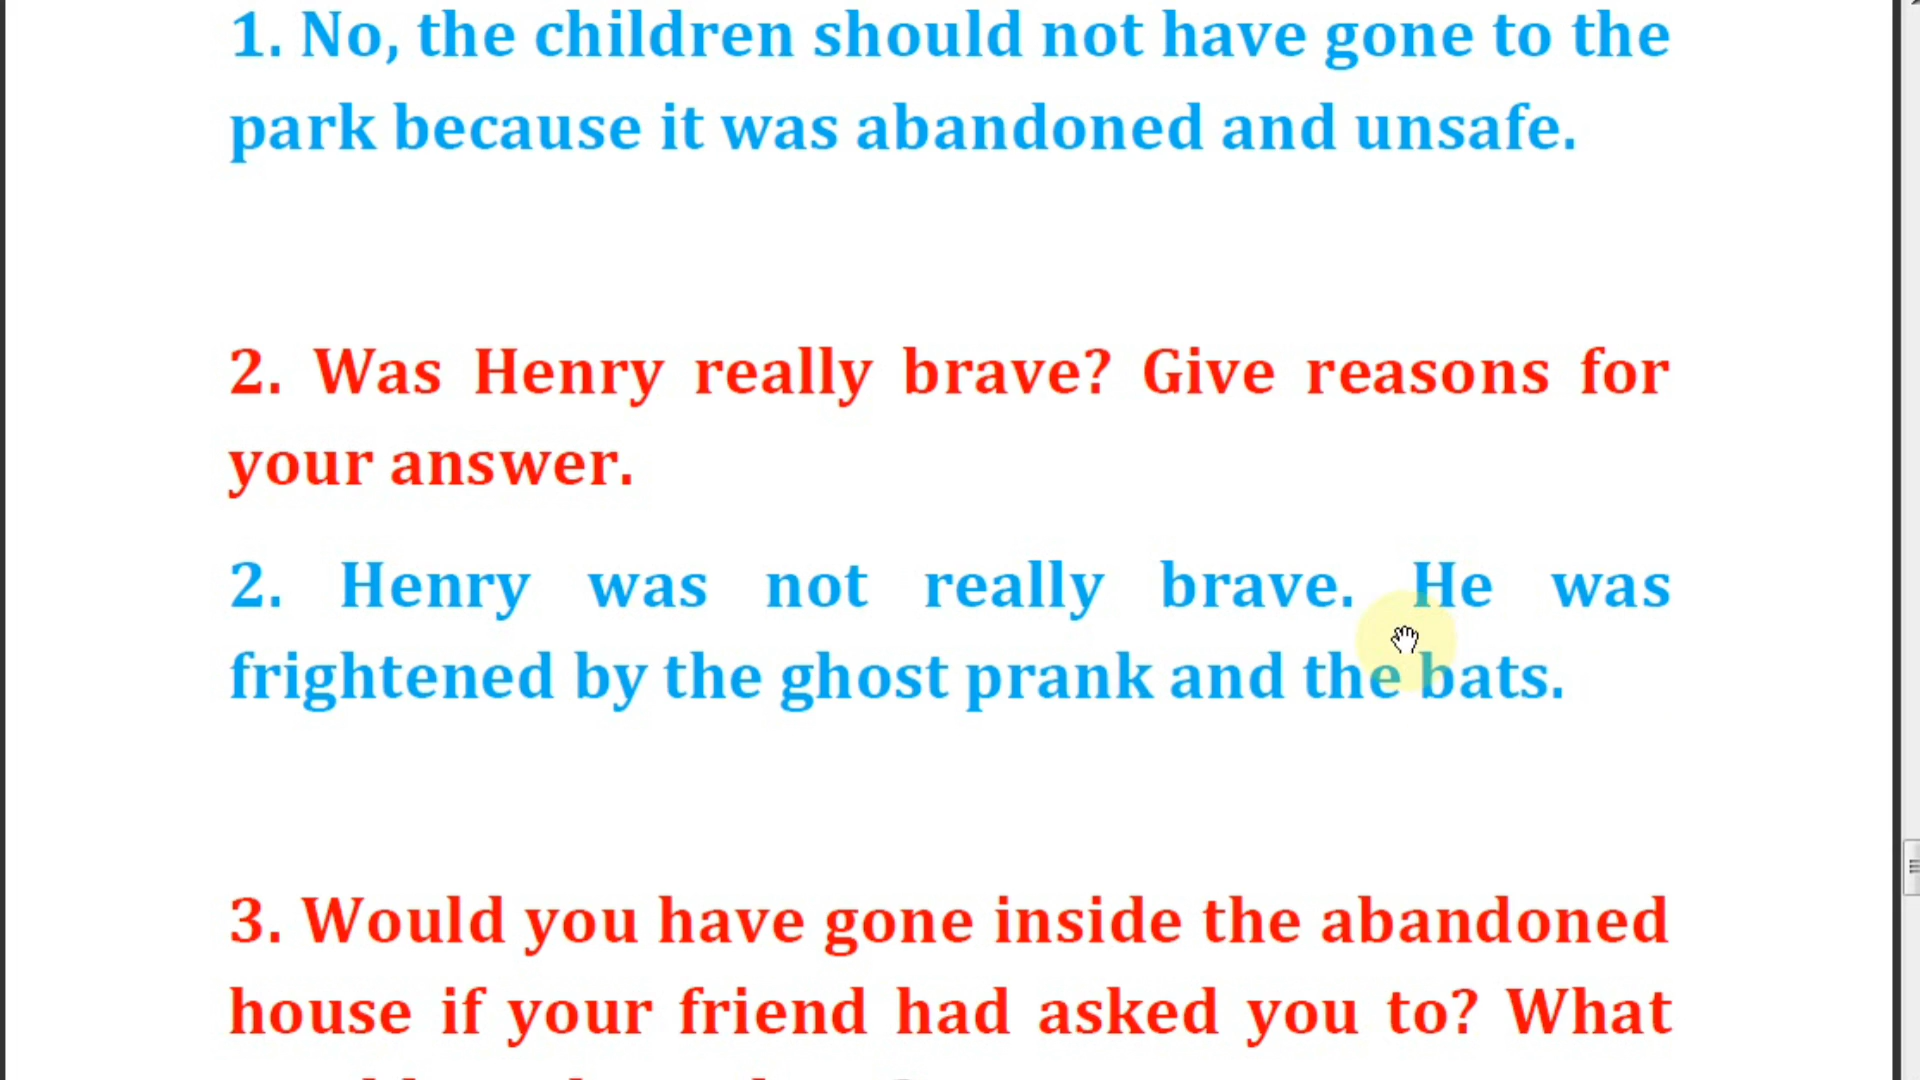 1. No, the children should not have gone to the
park because it was abandoned and unsafe.
2. Was Henry really brave? Give reasons for
your answer.
2. Henry was not really brave. He was
frightened by the ghost prank and the bats.
3. Would you have gone inside the abandoned
house if your friend had asked you to? What